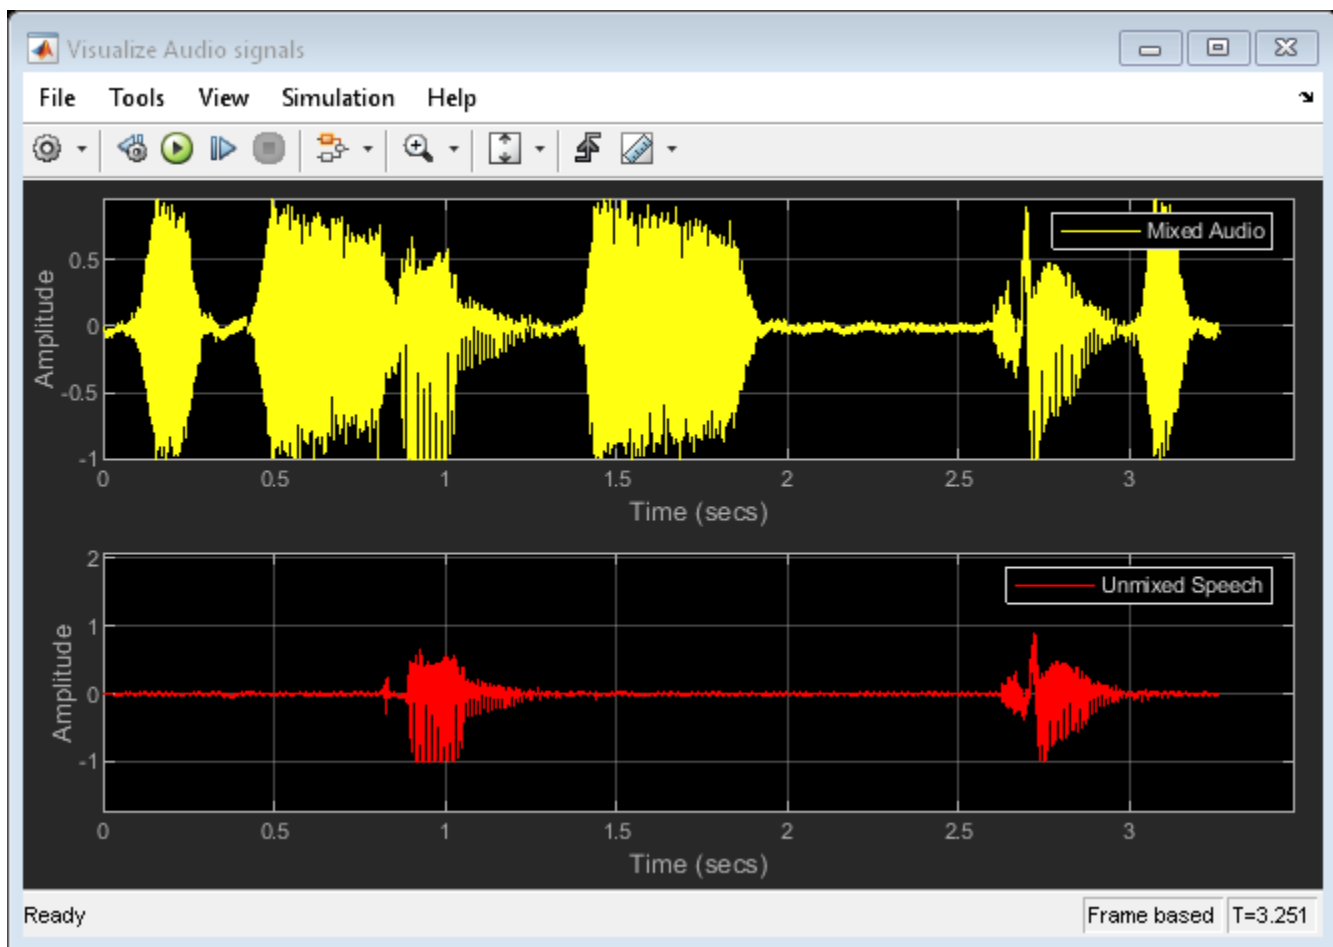 Visualize Audio signals
File Tools View Simulation Help
Mixed Audio
Amplitude
0.5
0
-0.5
-1
0 0.5 1 1.5 2 2.5 3
Time (secs)
Unmixed Speech
Amplitude
2
1
0
-1
0 0.5 1 1.5 2 2.5 3
Time (secs)
Ready Frame based T=3.251